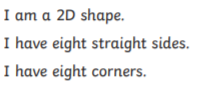 I am a 2D shape.
I have eight straight sides.
I have eight corners.